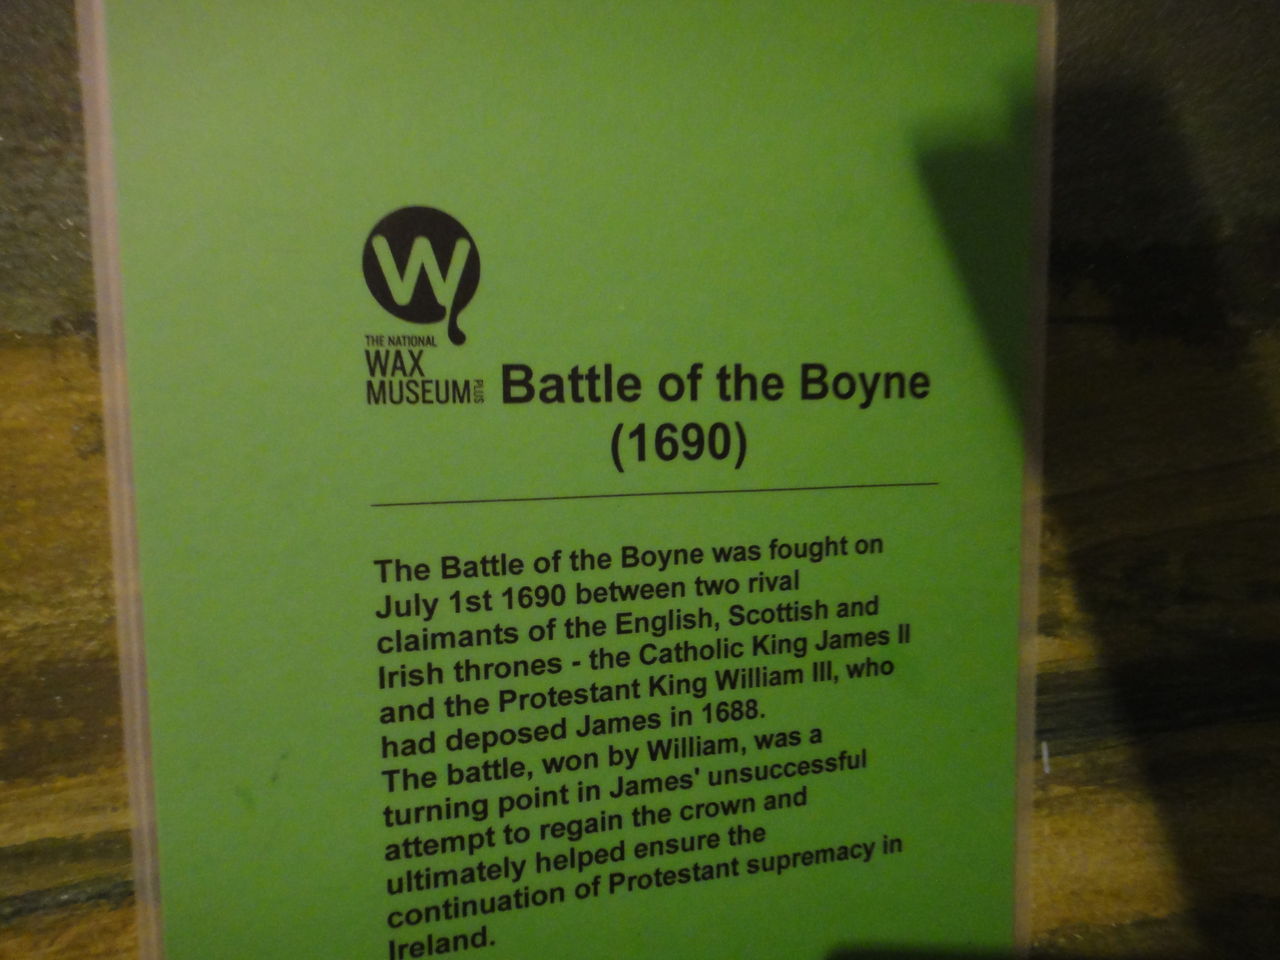 W
THE NATIONAL
WAX
MUSEUM PLUS
Battle of the Boyne
(1690)
The Battle of the Boyne was fought on
July 1st 1690 between two rival
claimants of the English, Scottish and
Irish thrones - the Catholic King James II
and the Protestant King William III, who
had deposed James in 1688.
The battle, won by William, was a
turning point in James' unsuccessful
attempt to regain the crown and
ultimately helped ensure the
continuation of Protestant supremacy in
Ireland.